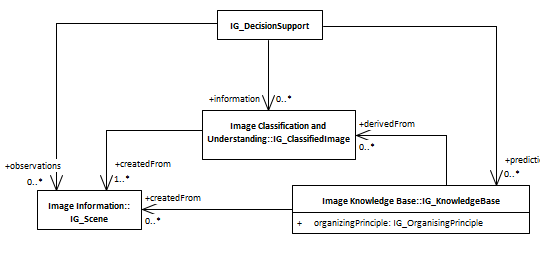 IG_DecisionSupport
+information
0..*
Image Classification and
Understanding::IG_ClassifiedImage
+derivedFrom
0..*
+observations
0..*
+createdFrom
1..*
+predicti
0..*
Image Information::
IG_Scene
+createdFrom
0..*
Image Knowledge Base::IG_KnowledgeBase
+ organizingPrinciple: IG_OrganisingPrinciple